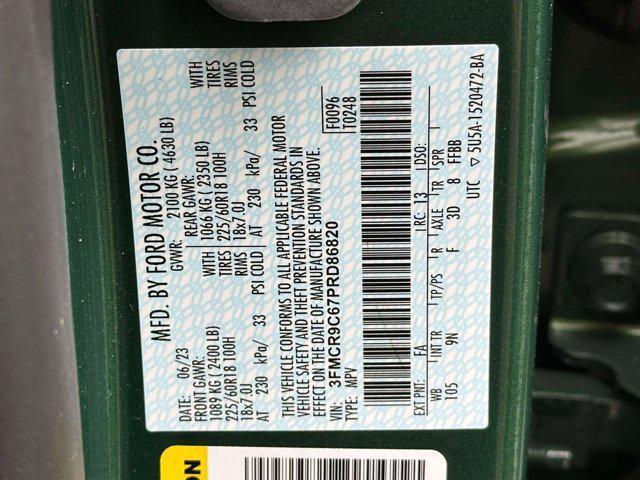 MFD. BY FORD MOTOR CO.
DATE: 06/23 GVWR: 2100 KG ( 4630 LB)
FRONT GAWR: REAR GAWR: WITH
1089 KG ( 2400 LB) 1066 KG ( 2350 LB) TIRES
225/60R18 100H 225/60R18 100H RIMS
18x7.0J TIRES WITH
RIMS 18x7.0J TIRES
AT 230 kPa/ 33 PSI COLD AT 230 kPa/ 33 PSI COLD RIMS
THIS VEHICLE CONFORMS TO ALL APPLICABLE FEDERAL MOTOR
VEHICLE SAFETY AND THEFT PREVENTION STANDARDS IN
EFFECT ON THE DATE OF MANUFACTURE SHOWN ABOVE.
VIN: 3FMCR9C67PRD86820
TYPE: MPV
F0096
T0248
EXT PNT: FA RC: 13 DSO:
WB INT TR TP/PS R AXLE TR SPR
105 9N F 3D 8 FFBB
UTC ▽ 5U5A-1520472-BA
ON